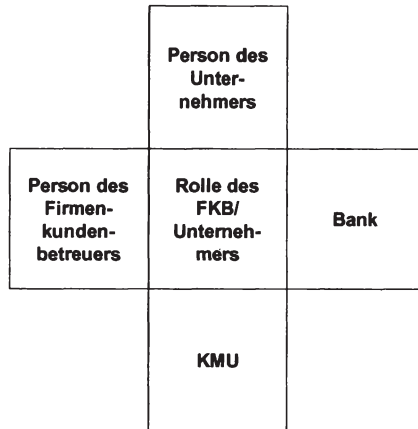 Person des
Unter-
nehmers
Person des
Firmen-
kunden-
betreuers
Rolle des
FKB/
Unterneh-
mers
Bank
KMU